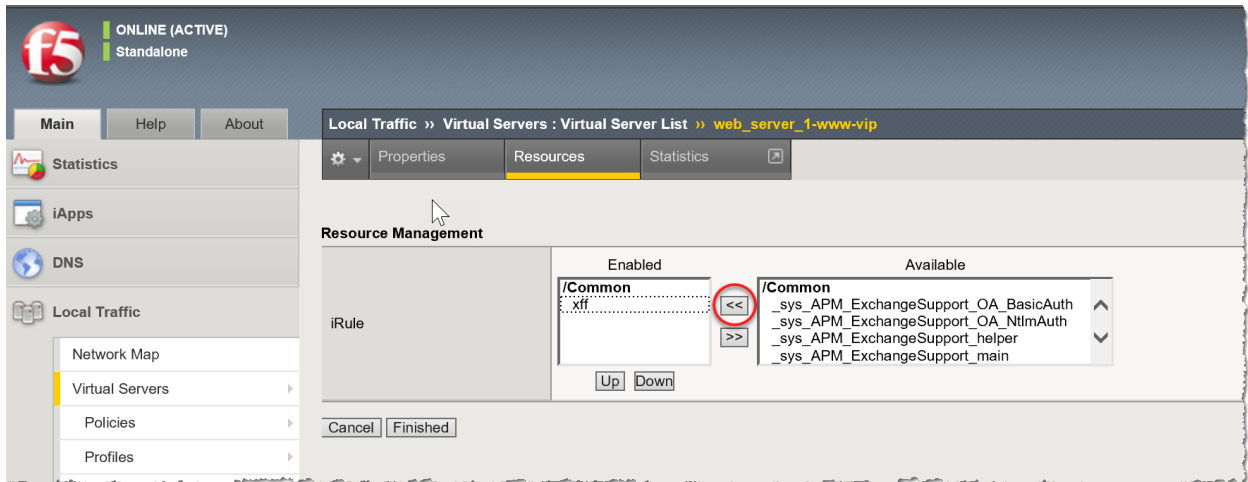 f5
ONLINE (ACTIVE)
Standalone
Main Help About
Local Traffic ›› Virtual Servers : Virtual Server List ›› web_server_1-www-vip
Properties Resources Statistics
Statistics
iApps
DNS
Local Traffic
Network Map
Virtual Servers
Policies
Profiles
Resource Management
iRule
Enabled
/Common
xff
<<
>>
Available
/Common
_sys_APM_ExchangeSupport_OA_BasicAuth
_sys_APM_ExchangeSupport_OA_NtlmAuth
_sys_APM_ExchangeSupport_helper
_sys_APM_ExchangeSupport_main
Up Down
Cancel Finished